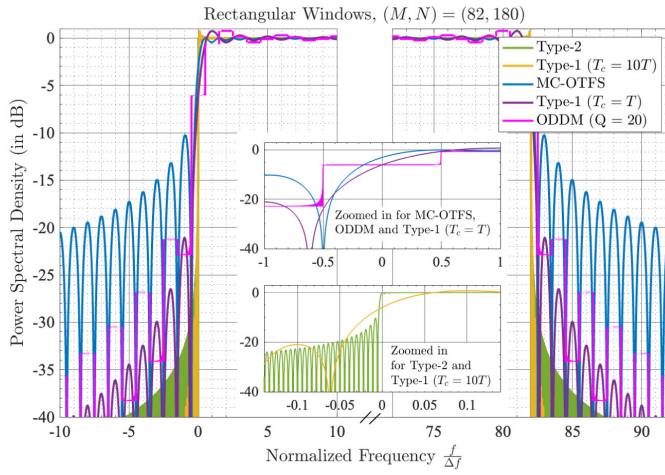 Rectangular Windows, (M, N) = (82, 180)
Power Spectral Density (in dB)
0
-5
-10
-15
-20
-25
-30
-35
-40
Type-2
Type-1 (T_c = 10T)
MC-OTFS
Type-1 (T_c = T)
ODDM (Q = 20)
0
-20
-40
Zoomed in for MC-OTFS,
ODDM and Type-1 (T_c = T)
-1 -0.5 0 0.5 1
0
-20
-40
Zoomed in
for Type-2 and
Type-1 (T_c = 10T)
-0.1 -0.05 0 0.05 0.1
-10 -5 0 5 10 // 75 80 85 90
Normalized Frequency f/Δf